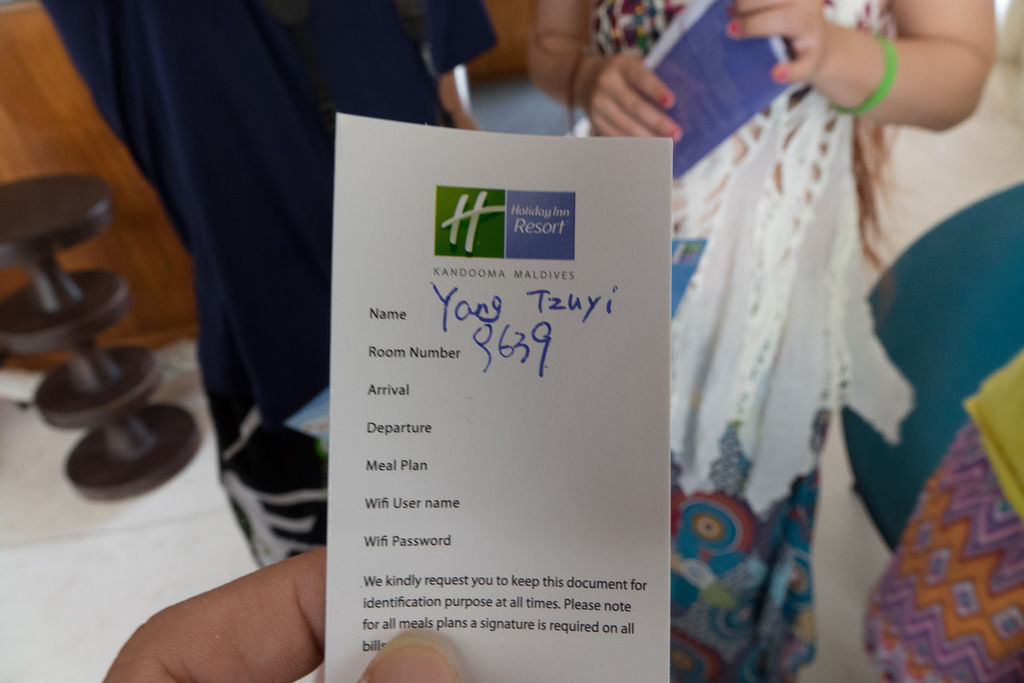 Holiday Inn
Resort
KANDOOMA MALDIVES
Name Yang Tzuyi
Room Number 9639
Arrival
Departure
Meal Plan
Wifi User name
Wifi Password
We kindly request you to keep this document for
identification purpose at all times. Please note
for all meals plans a signature is required on all
bills